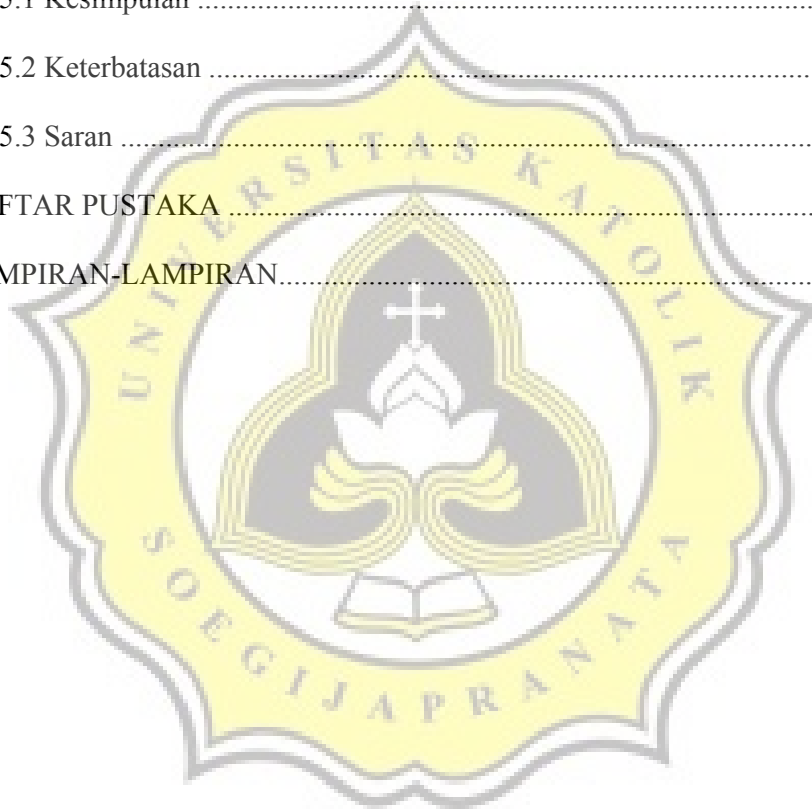 5.1 Kesimpulan ................................................................................
5.2 Keterbatasan ..............................................................................
5.3 Saran ..........................................................................................
FTAR PUSTAKA ...........................................................................
MPIRAN-LAMPIRAN....................................................................
UNIVERSITAS KATOLIK
SOEGIJAPRANATA